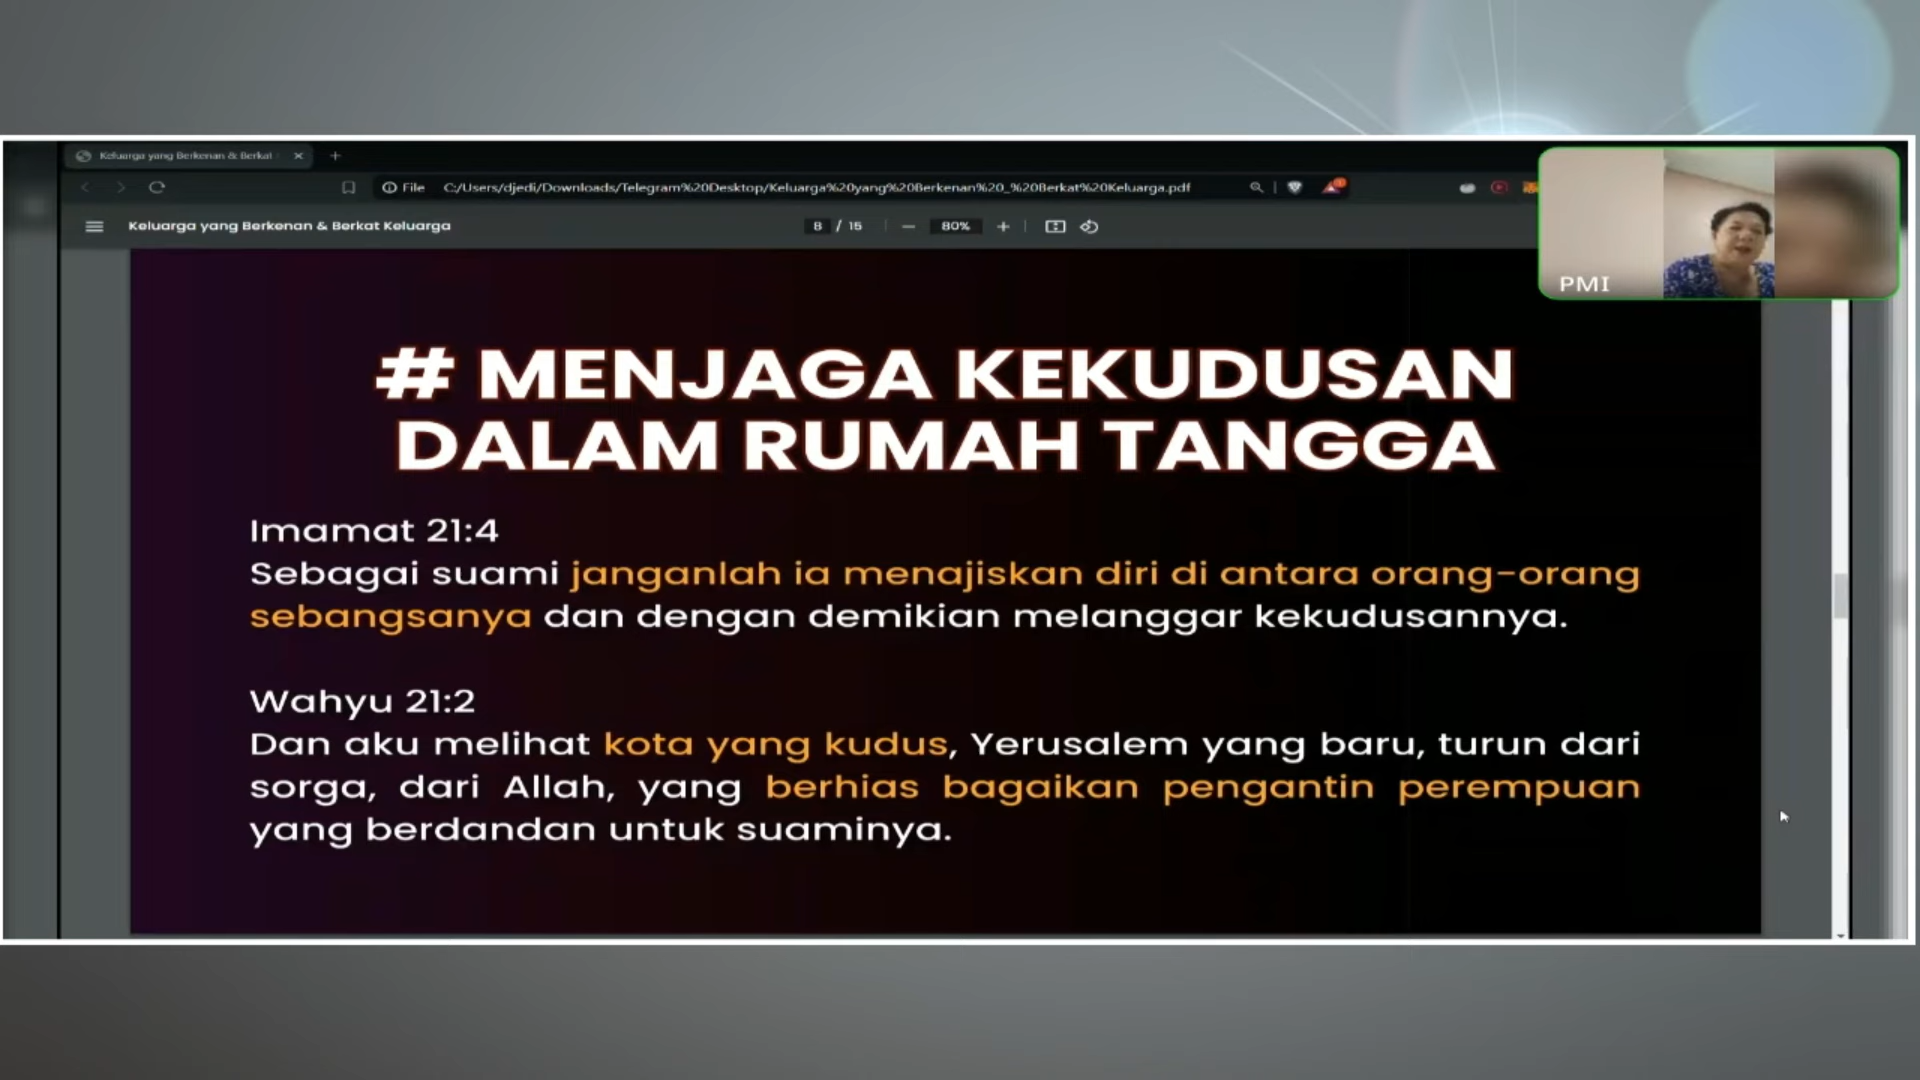 Keluarga yang Berkenan & Berkat
File C:/Users/djedi/Downloads/Telegram%20Desktop/Keluarga%20yang%20Berkenan%20_%20Berkat%20Keluarga.pdf
Keluarga yang Berkenan & Berkat Keluarga 8 / 15 80%
PMI
# MENJAGA KEKUDUSAN
DALAM RUMAH TANGGA
Imamat 21:4
Sebagai suami janganlah ia menajiskan diri di antara orang-orang
sebangsanya dan dengan demikian melanggar kekudusannya.
Wahyu 21:2
Dan aku melihat kota yang kudus, Yerusalem yang baru, turun dari
sorga, dari Allah, yang berhias bagaikan pengantin perempuan
yang berdandan untuk suaminya.